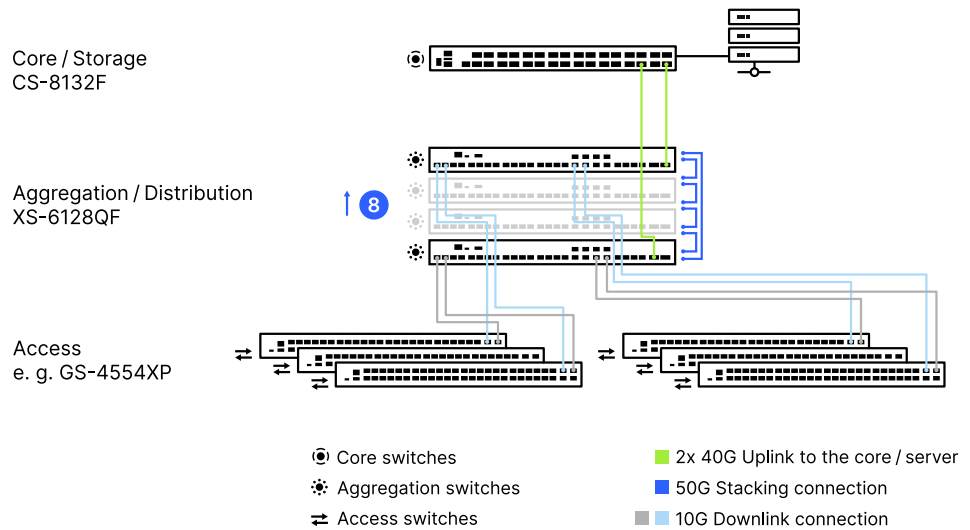 Core / Storage
CS-8132F
Aggregation / Distribution
XS-6128QF
8
Access
e. g. GS-4554XP
Core switches
Aggregation switches
Access switches
2x 40G Uplink to the core / server
50G Stacking connection
10G Downlink connection